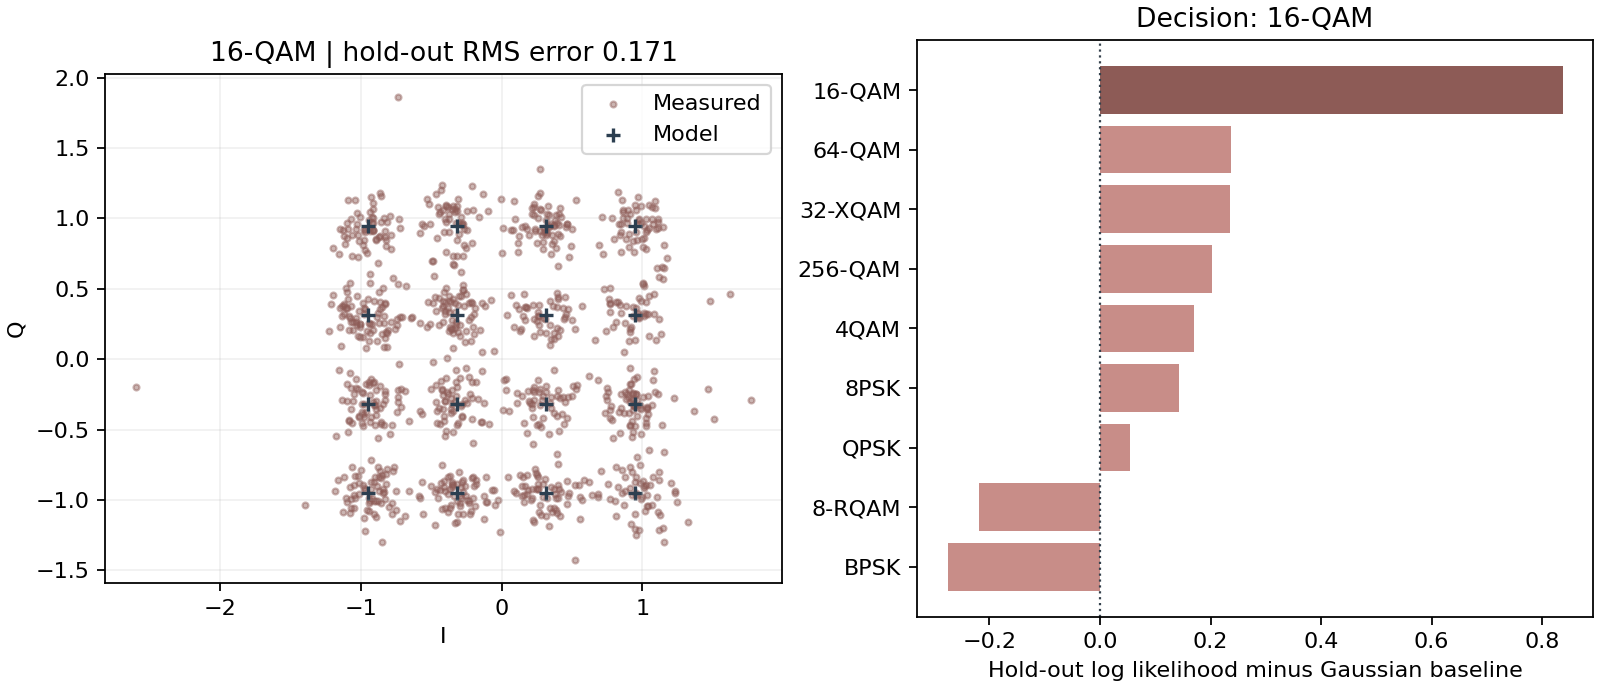 16-QAM | hold-out RMS error 0.171
Measured
Model
2.0
1.5
1.0
0.5
0.0
−0.5
−1.0
−1.5
Q
−2
−1
0
1
I
Decision: 16-QAM
16-QAM
64-QAM
32-XQAM
256-QAM
4QAM
8PSK
QPSK
8-RQAM
BPSK
−0.2
0.0
0.2
0.4
0.6
0.8
Hold-out log likelihood minus Gaussian baseline